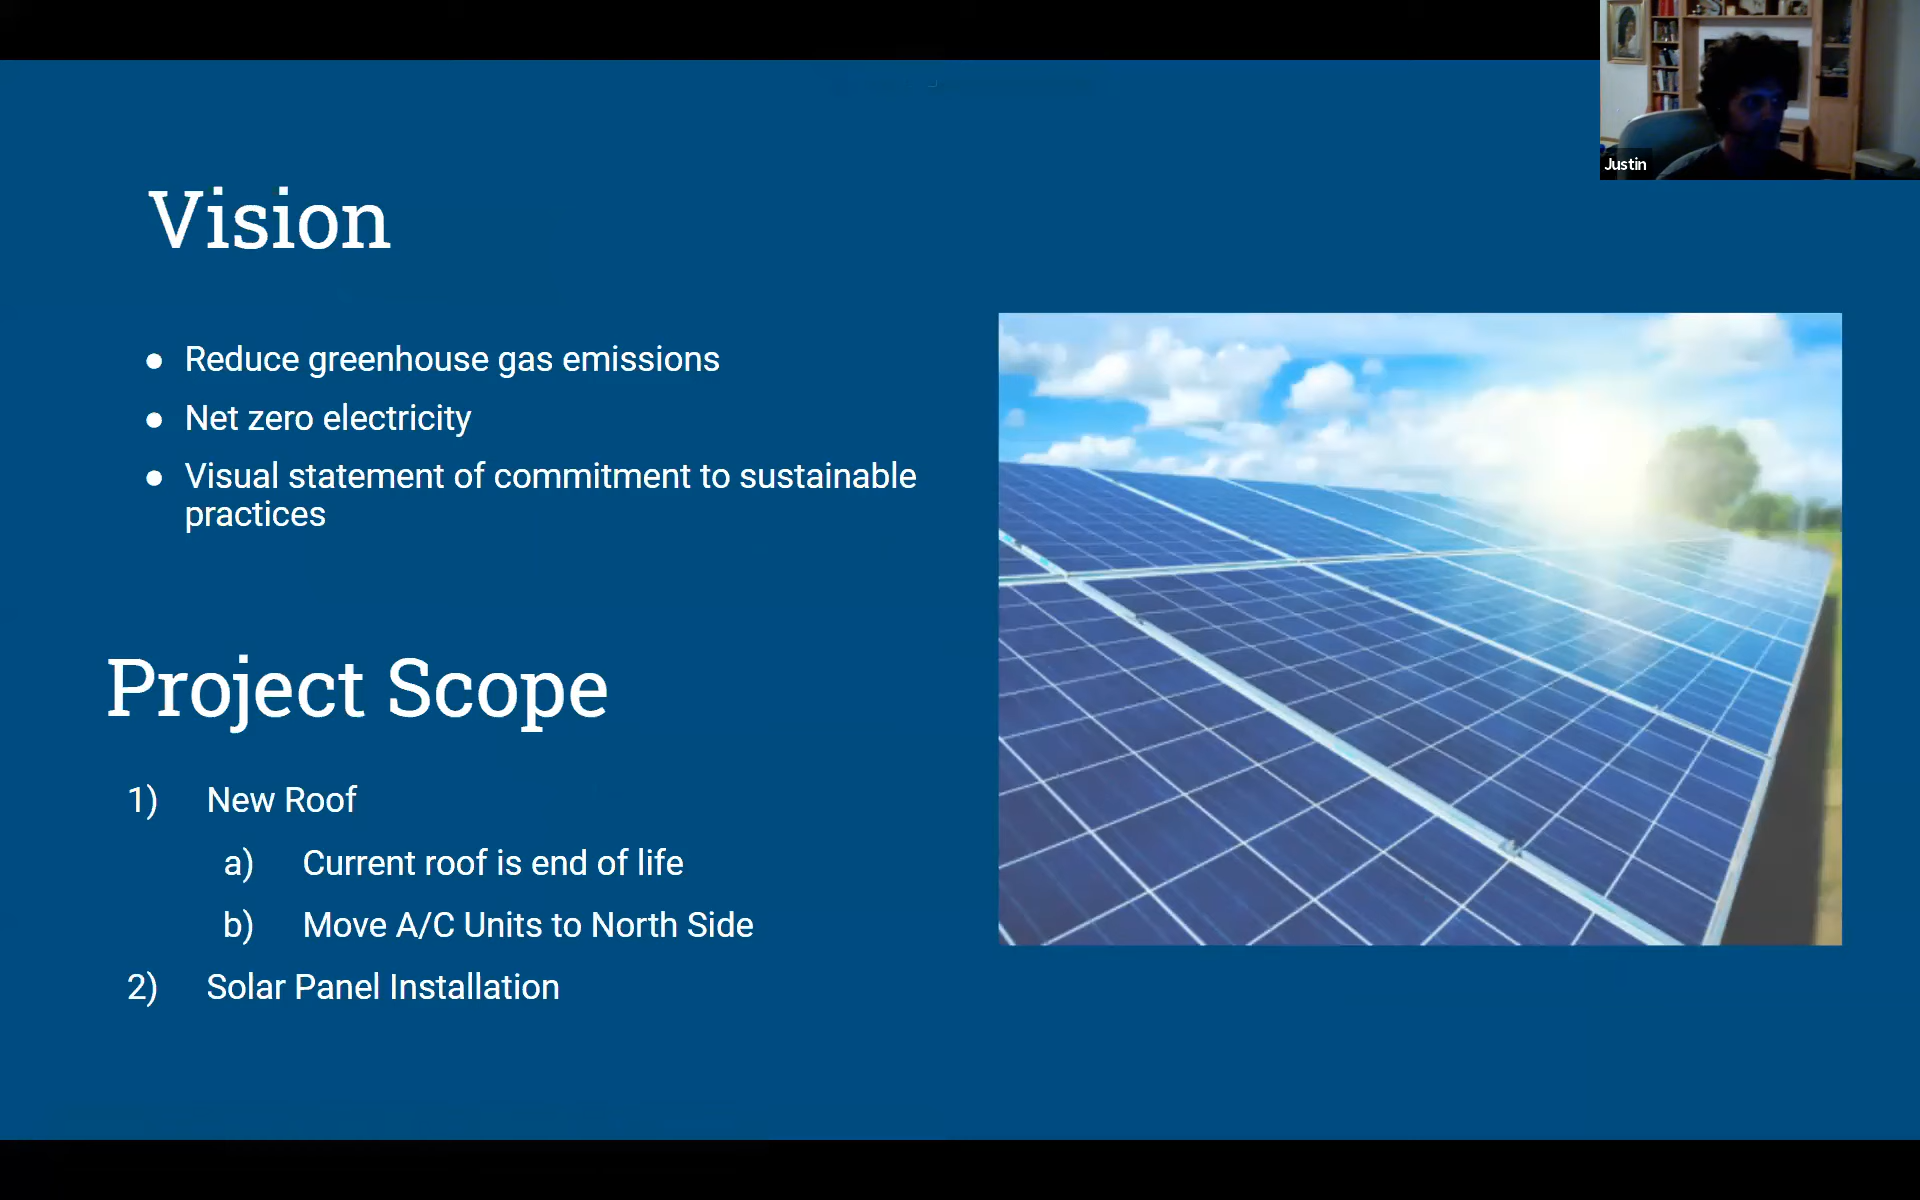 Justin
Vision
● Reduce greenhouse gas emissions
● Net zero electricity
● Visual statement of commitment to sustainable
practices
Project Scope
1) New Roof
a) Current roof is end of life
b) Move A/C Units to North Side
2) Solar Panel Installation